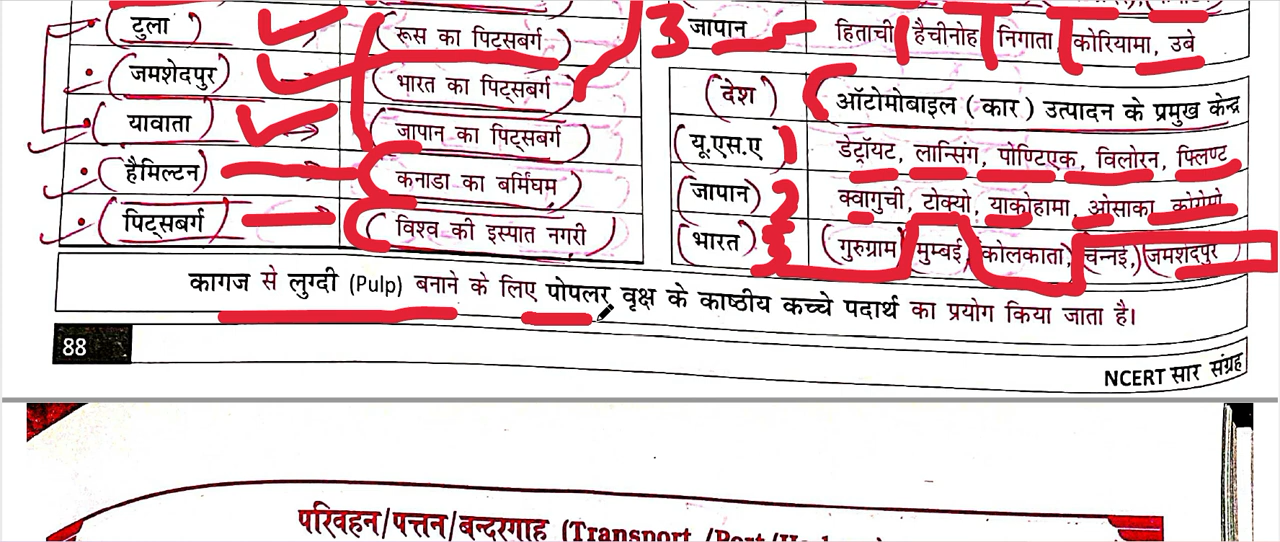 टुला → रूस का पिट्सबर्ग
जमशेदपुर → भारत का पिट्सबर्ग
यावाता → जापान का पिट्सबर्ग
हैमिल्टन → कनाडा का बर्मिंघम
पिट्सबर्ग → विश्व की इस्पात नगरी
3 जापान हिताची, हैचीनोह, निगाता, कोरियामा, उबे
(देश) ऑटोमोबाइल (कार) उत्पादन के प्रमुख केन्द्र
यू.एस.ए डेट्रॉयट, लान्सिंग, पोण्टिएक, विलोरन, फ्लिण्ट
जापान क्वागुची, टोक्यो, याकोहामा, ओसाका
भारत गुरुग्राम, मुम्बई, कोलकाता, चेन्नई, जमशेदपुर
कागज से लुग्दी (Pulp) बनाने के लिए पोपलर वृक्ष के काष्ठीय कच्चे पदार्थ का प्रयोग किया जाता है।
88
NCERT सार संग्रह
परिवहन/पत्तन/बन्दरगाह (Transport /Port